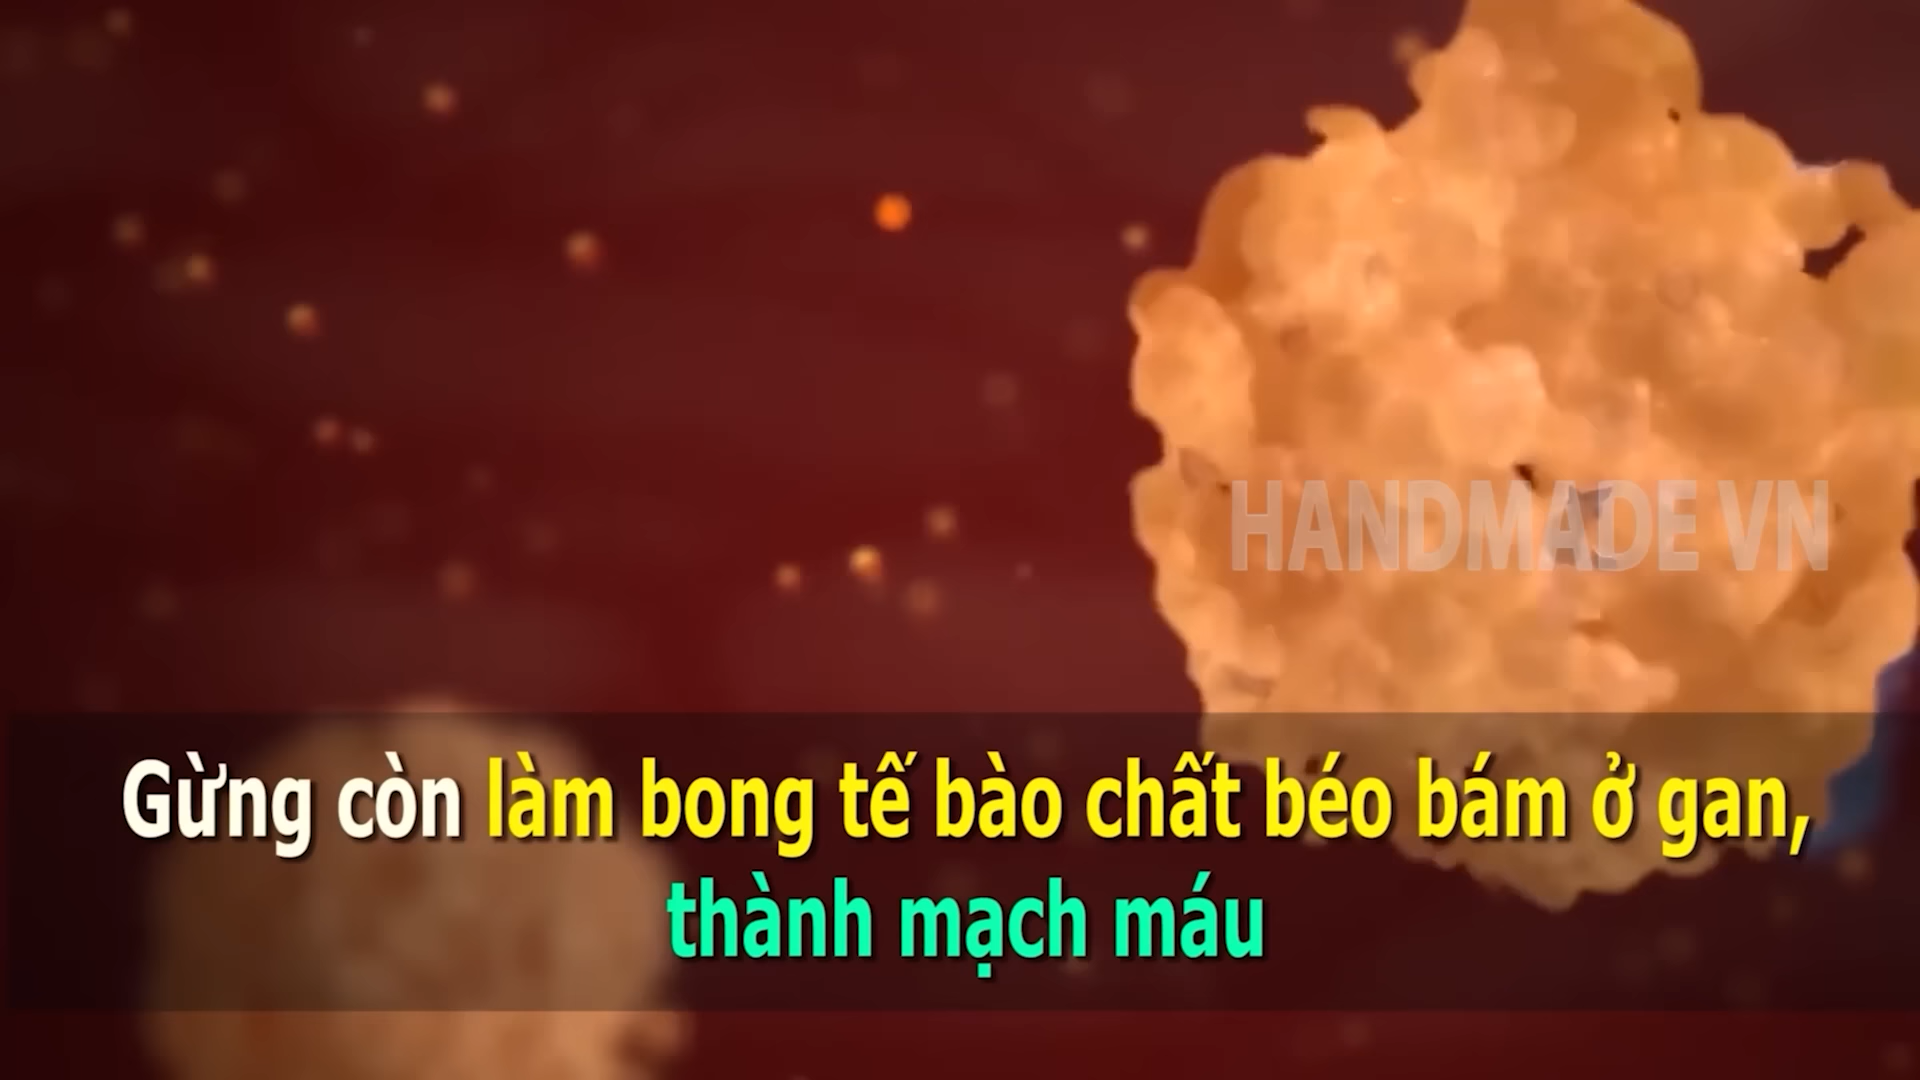 HANDMADE VN
Gừng còn làm bong tế bào chất béo bám ở gan,
thành mạch máu